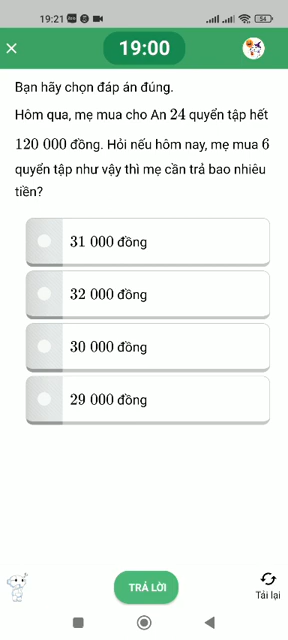 19:21
54
19:00
Bạn hãy chọn đáp án đúng.
Hôm qua, mẹ mua cho An 24 quyển tập hết
120 000 đồng. Hỏi nếu hôm nay, mẹ mua 6
quyển tập như vậy thì mẹ cần trả bao nhiêu
tiền?
31 000 đồng
32 000 đồng
30 000 đồng
29 000 đồng
TRẢ LỜI
Tải lại